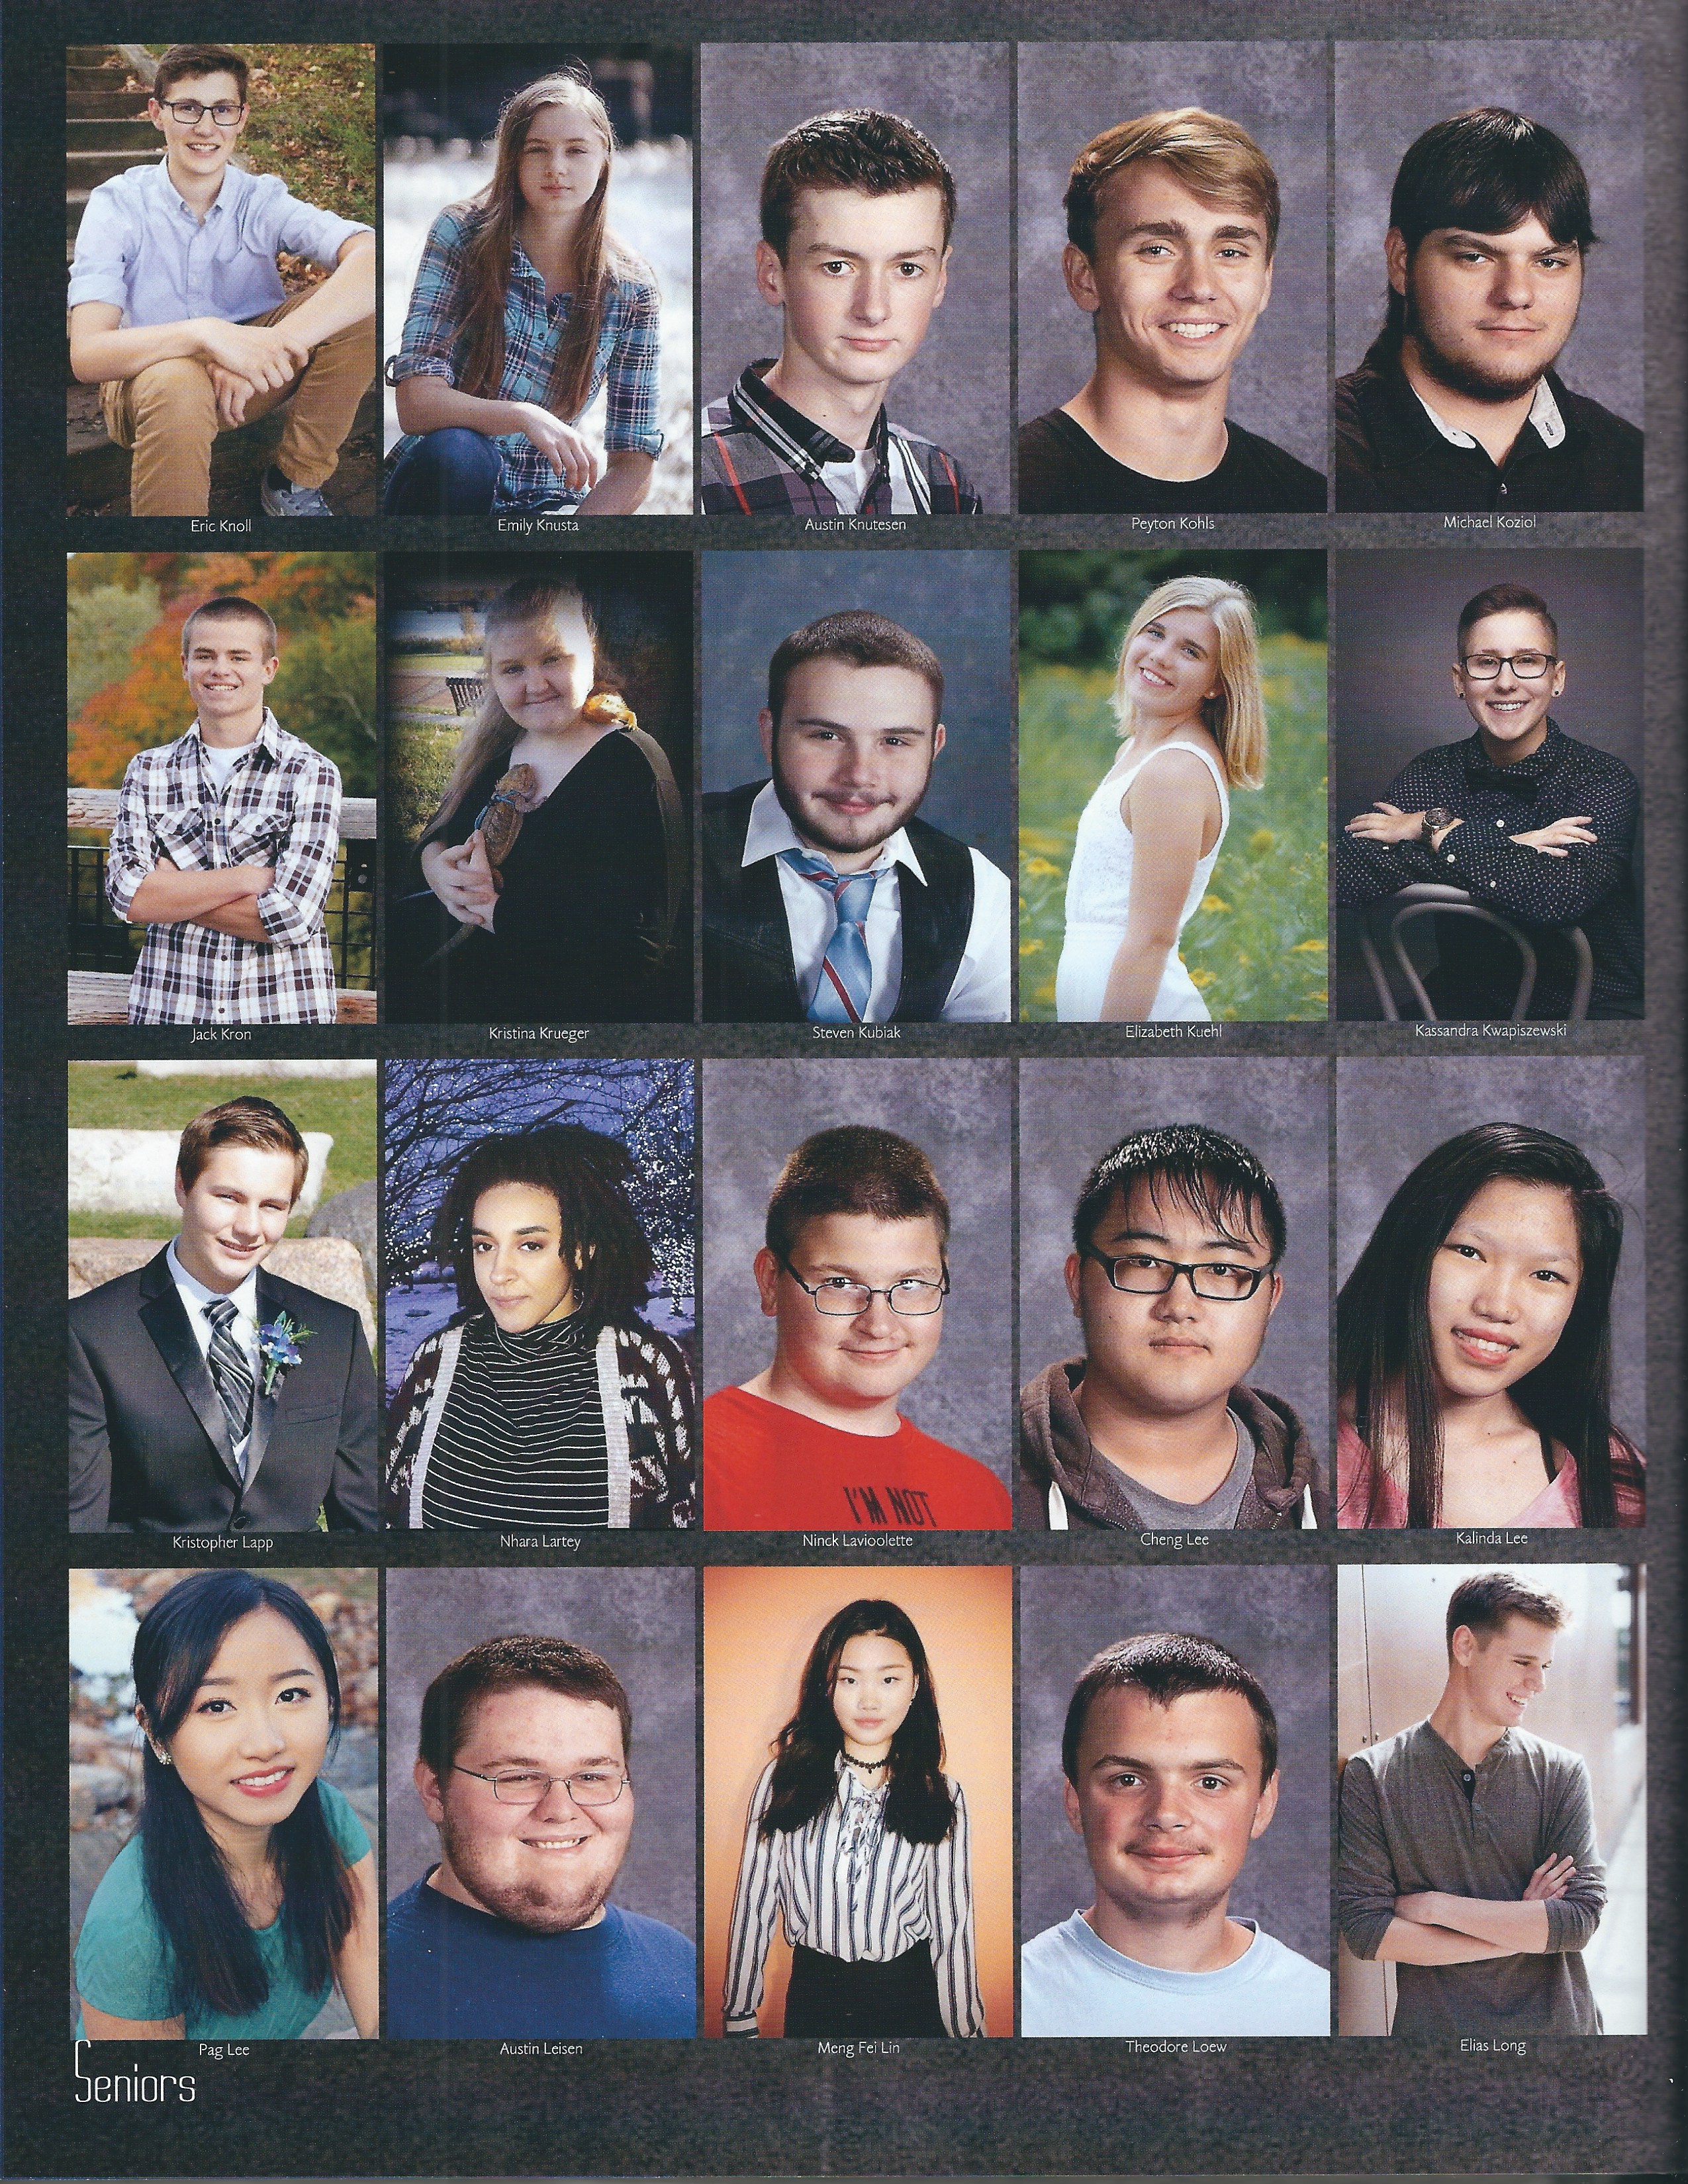 Eric Knoll
Emily Knusta
Austin Knutesen
Peyton Kohls
Michael Koziol
Jack Kron
Kristina Krueger
Steven Kubiak
Elizabeth Kuehl
Kassandra Kwapiszewski
I'M NOT
Kristopher Lapp
Nhara Lartey
Ninck Lavioolette
Cheng Lee
Kalinda Lee
Pag Lee
Austin Leisen
Meng Fei Lin
Theodore Loew
Elias Long
Seniors